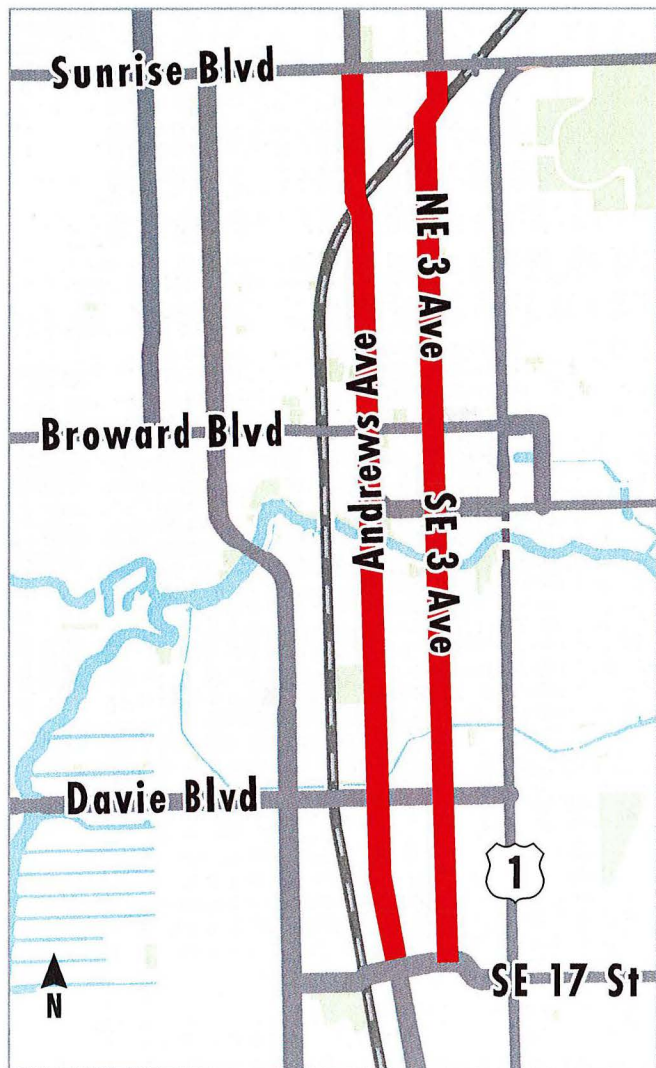 Sunrise Blvd
NE 3 Ave
Andrews Ave
Broward Blvd
SE 3 Ave
Davie Blvd
1
SE 17 St
N